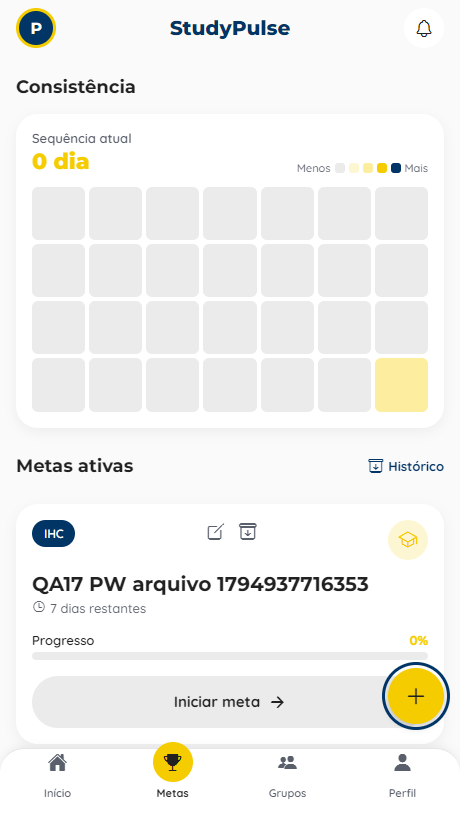 P
StudyPulse
Consistência
Sequência atual
0 dia
Menos Mais
Metas ativas
Histórico
IHC
QA17 PW arquivo 1794937716353
7 dias restantes
Progresso 0%
Iniciar meta →
+
Início Metas Grupos Perfil